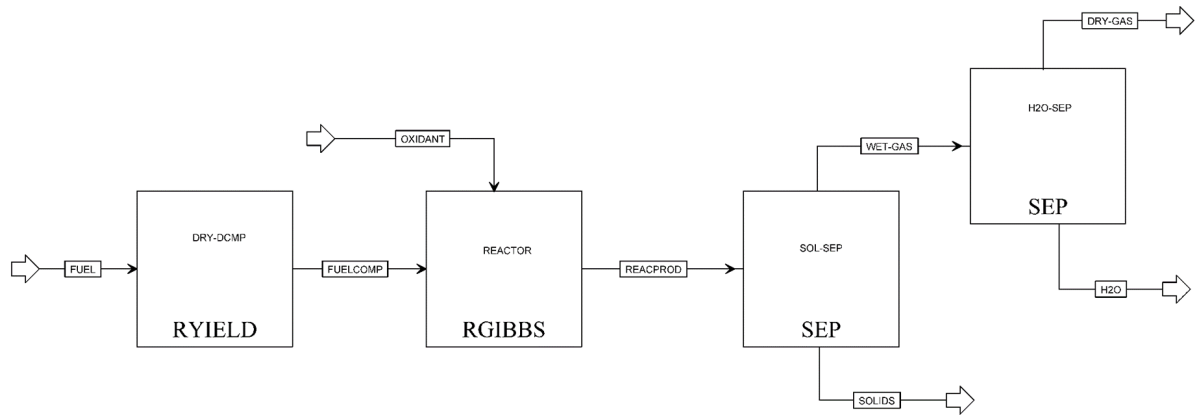 DRY-GAS
H2O-SEP
SEP
OXIDANT
WET-GAS
DRY-DCMP
REACTOR
SOL-SEP
FUEL
FUELCOMP
REACPROD
H2O
RYIELD
RGIBBS
SEP
SOLIDS